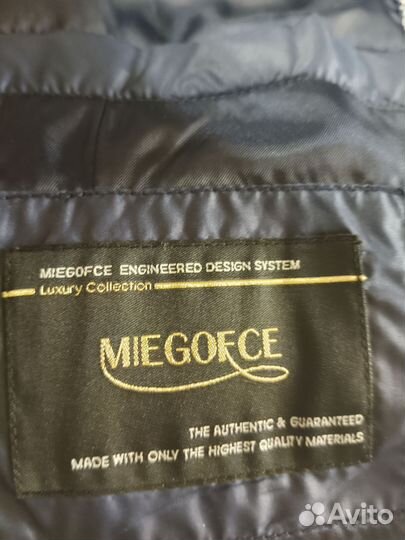 MIEGOFCE ENGINEERED DESIGN SYSTEM
Luxury Collection
MIEGOFCE
THE AUTHENTIC & GUARANTEED
MADE WITH ONLY THE HIGHEST QUALITY MATERIALS
Avito